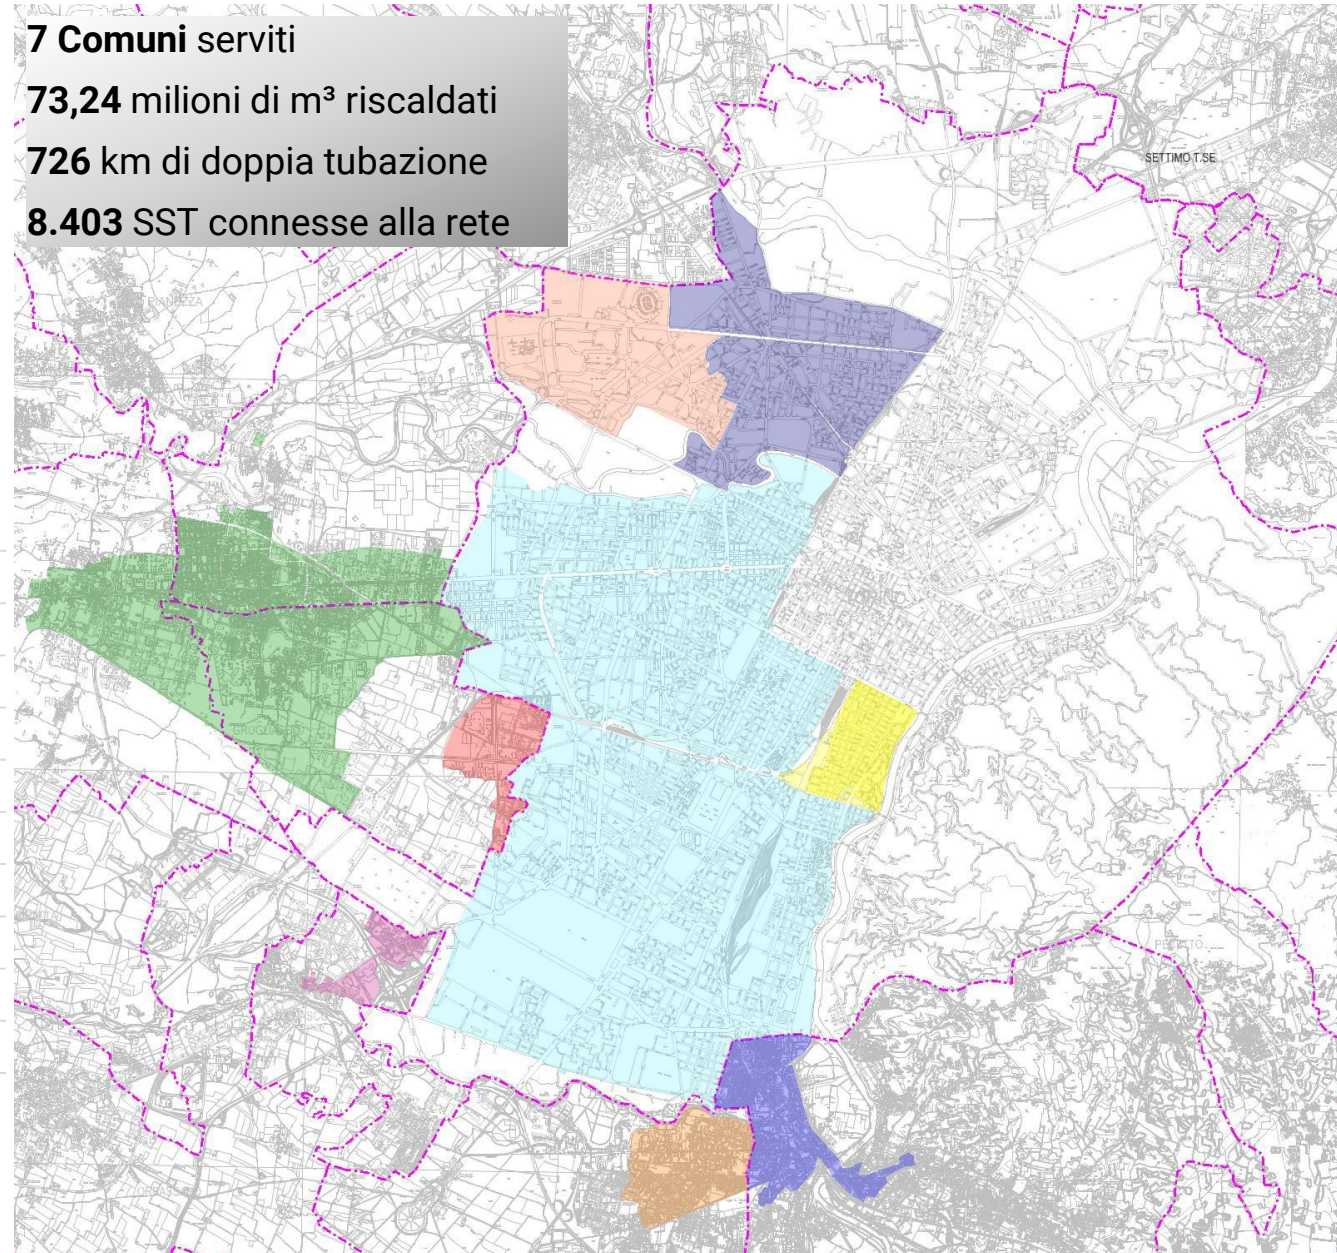 7 Comuni serviti
73,24 milioni di m³ riscaldati
726 km di doppia tubazione
8.403 SST connesse alla rete
SETTIMO T.SE
PIANEZZA